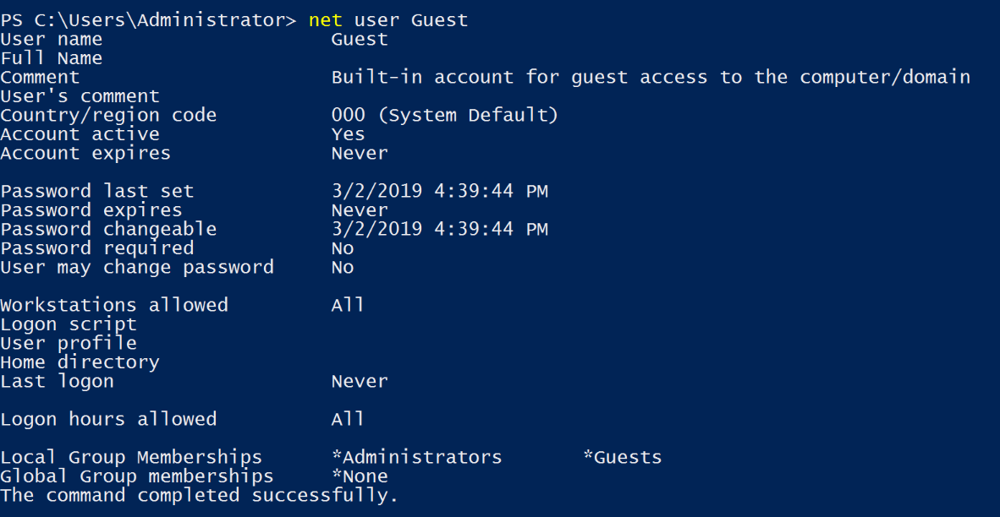 PS C:\Users\Administrator> net user Guest
User name                    Guest
Full Name
Comment                      Built-in account for guest access to the computer/domain
User's comment
Country/region code          000 (System Default)
Account active               Yes
Account expires              Never
Password last set            3/2/2019 4:39:44 PM
Password expires             Never
Password changeable          3/2/2019 4:39:44 PM
Password required            No
User may change password     No
Workstations allowed         All
Logon script
User profile
Home directory
Last logon                   Never
Logon hours allowed          All
Local Group Memberships      *Administrators       *Guests
Global Group memberships     *None
The command completed successfully.